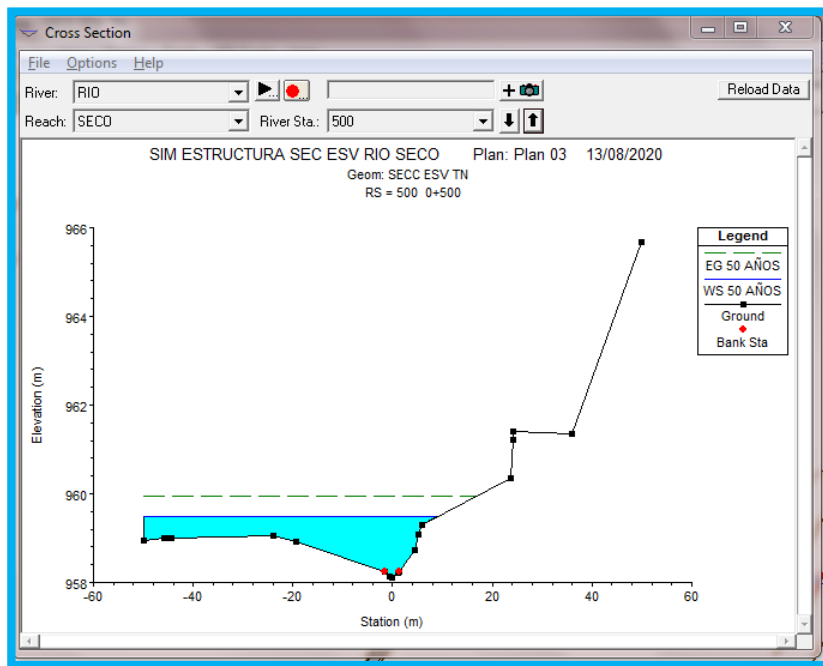 Cross Section
File Options Help
River: RIO
Reload Data
Reach: SECO River Sta.: 500
SIM ESTRUCTURA SEC ESV RIO SECO Plan: Plan 03 13/08/2020
Geom: SECC ESV TN
RS = 500 0+500
Legend
EG 50 AÑOS
WS 50 AÑOS
Ground
Bank Sta
Elevation (m)
966
964
962
960
958
-60 -40 -20 0 20 40 60
Station (m)